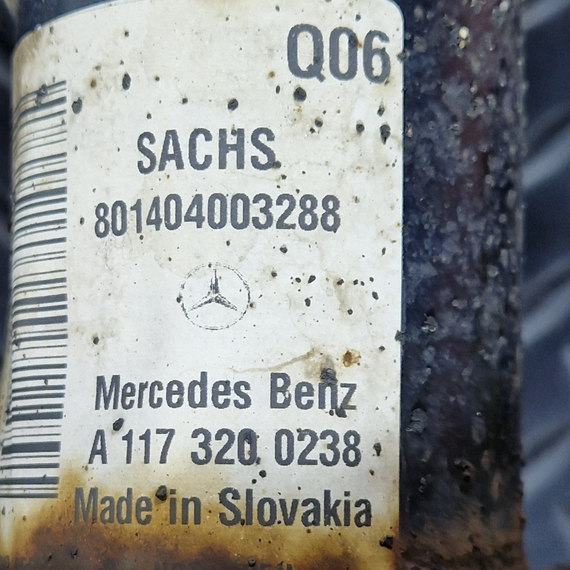 Q06
SACHS
801404003288
Mercedes Benz
A 117 320 0238
Made in Slovakia